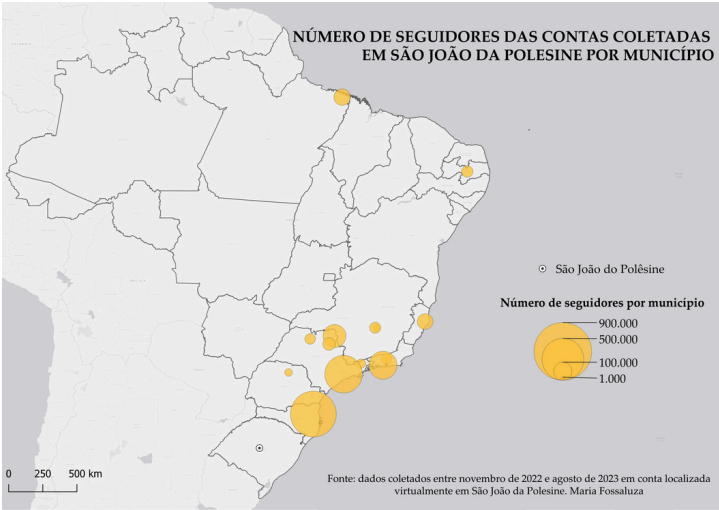 NÚMERO DE SEGUIDORES DAS CONTAS COLETADAS
EM SÃO JOÃO DA POLESINE POR MUNICÍPIO
São João do Polêsine
Número de seguidores por município
900.000
500.000
100.000
1.000
0 250 500 km
Fonte: dados coletados entre novembro de 2022 e agosto de 2023 em conta localizada
virtualmente em São João da Polesine. Maria Fossaluza